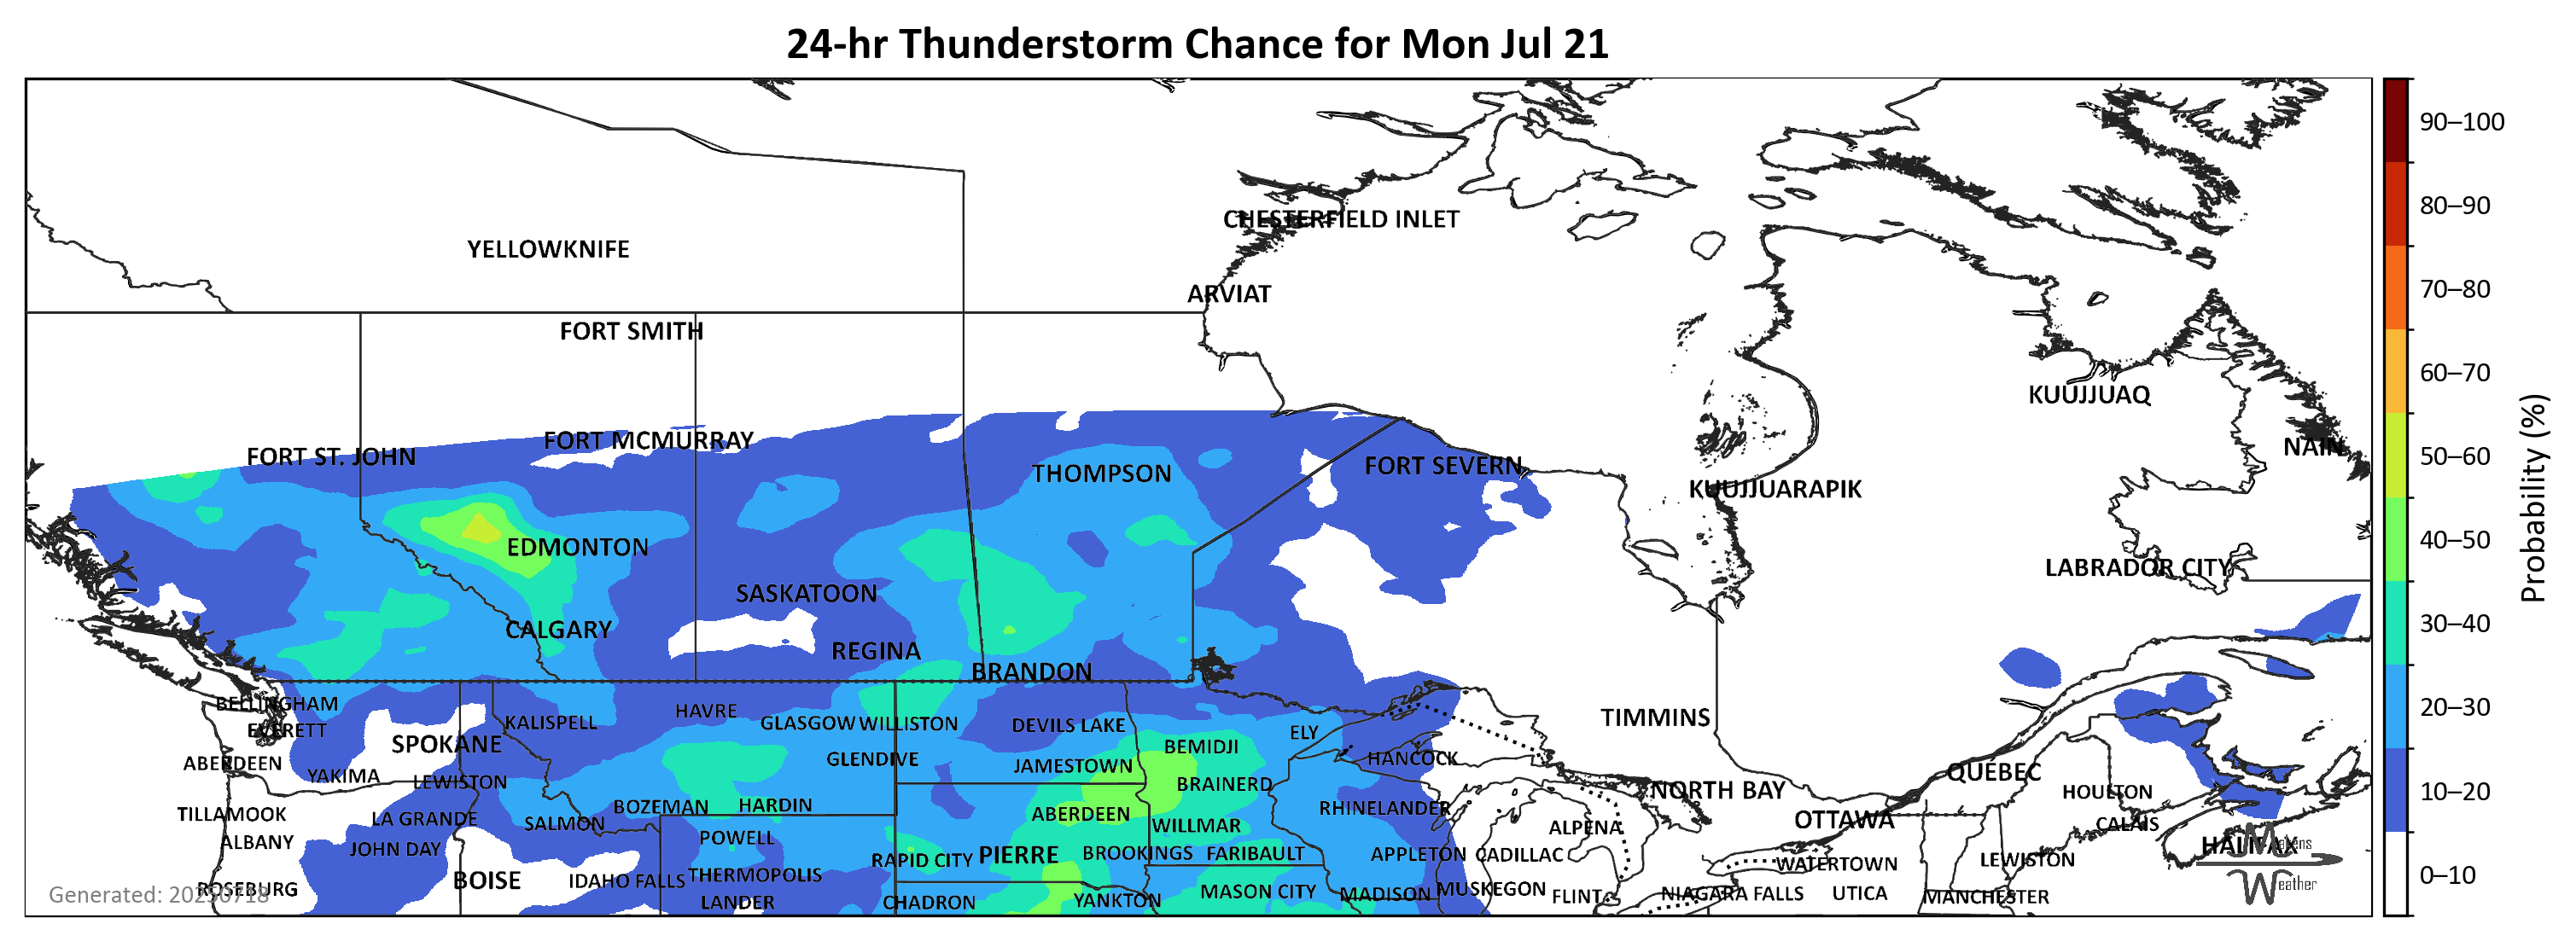 24-hr Thunderstorm Chance for Mon Jul 21
90–100
80–90
CHESTERFIELD INLET
YELLOWKNIFE
70–80
ARVIAT
FORT SMITH
60–70
KUUJJUAQ
Probability (%)
50–60
FORT MCMURRAY
NAIN
FORT ST. JOHN
FORT SEVERN
THOMPSON
KUUJJUARAPIK
40–50
EDMONTON
LABRADOR CITY
SASKATOON
30–40
CALGARY
REGINA
BRANDON
20–30
BELLINGHAM
HAVRE
TIMMINS
KALISPELL
GLASGOW
WILLISTON
DEVILS LAKE
EVERETT
ELY
SPOKANE
BEMIDJI
HANCOCK
GLENDIVE
ABERDEEN
JAMESTOWN
QUÉBEC
YAKIMA
LEWISTON
BRAINERD
NORTH BAY
HOULTON
10–20
BOZEMAN
HARDIN
RHINELANDER
TILLAMOOK
LA GRANDE
SALMON
ABERDEEN
WILLMAR
ALPENA
OTTAWA
CALAIS
ALBANY
POWELL
JOHN DAY
HALIFAX
Makens
RAPID CITY
PIERRE
BROOKINGS
FARIBAULT
APPLETON
CADILLAC
WATERTOWN
LEWISTON
BOISE
IDAHO FALLS
THERMOPOLIS
0–10
Weather
ROSEBURG
Generated: 20250718
MASON CITY
MADISON
MUSKEGON
FLINT
NIAGARA FALLS
UTICA
MANCHESTER
LANDER
CHADRON
YANKTON